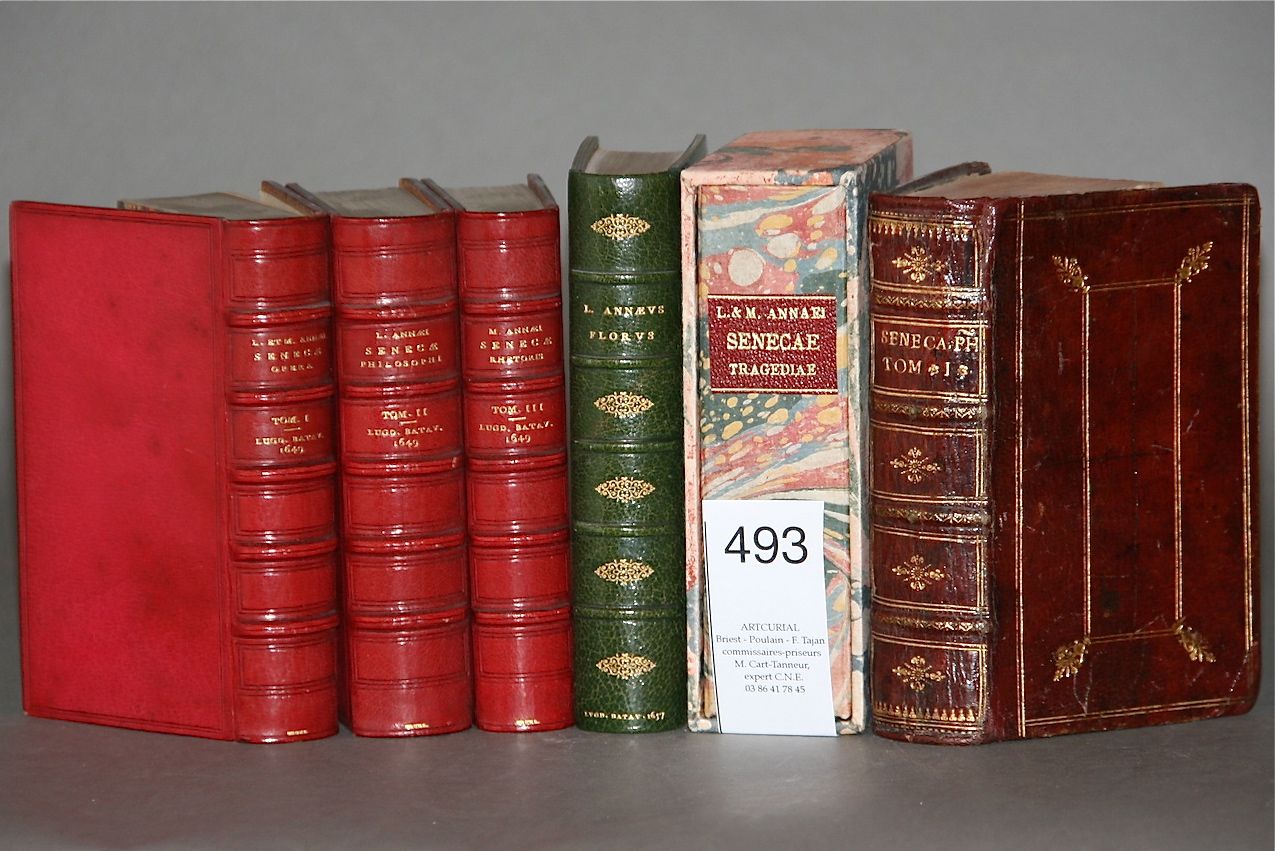 L. ET M. ANNÆI
SENECÆ
OPERA
TOM. I
LUGD. BATAV.
1649
L. ANNÆI
SENECÆ
PHILOSOPHI
TOM. II
LUGD. BATAV.
1649
M. ANNÆI
SENECÆ
RHETORIS
TOM. III
LUGD. BATAV.
1649
L. ANNÆVS
FLORVS
LVGD. BATAV. 1657
L. & M. ANNÆI
SENECAE
TRAGEDIAE
493
ARTCURIAL
Briest - Poulain - F. Tajan
commissaires-priseurs
M. Cart-Tanneur,
expert C.N.E.
03 86 41 78 45
SENECA·PH̃
TOM I